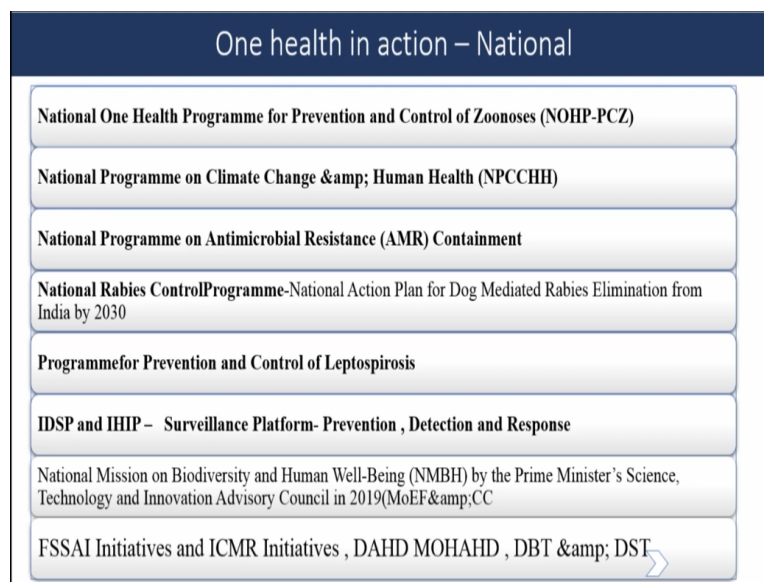 One health in action – National
National One Health Programme for Prevention and Control of Zoonoses (NOHP-PCZ)
National Programme on Climate Change &amp; Human Health (NPCCHH)
National Programme on Antimicrobial Resistance (AMR) Containment
National Rabies ControlProgramme-National Action Plan for Dog Mediated Rabies Elimination from
India by 2030
Programmefor Prevention and Control of Leptospirosis
IDSP and IHIP – Surveillance Platform- Prevention , Detection and Response
National Mission on Biodiversity and Human Well-Being (NMBH) by the Prime Minister's Science,
Technology and Innovation Advisory Council in 2019(MoEF&amp;CC
FSSAI Initiatives and ICMR Initiatives , DAHD MOHAHD , DBT &amp; DST